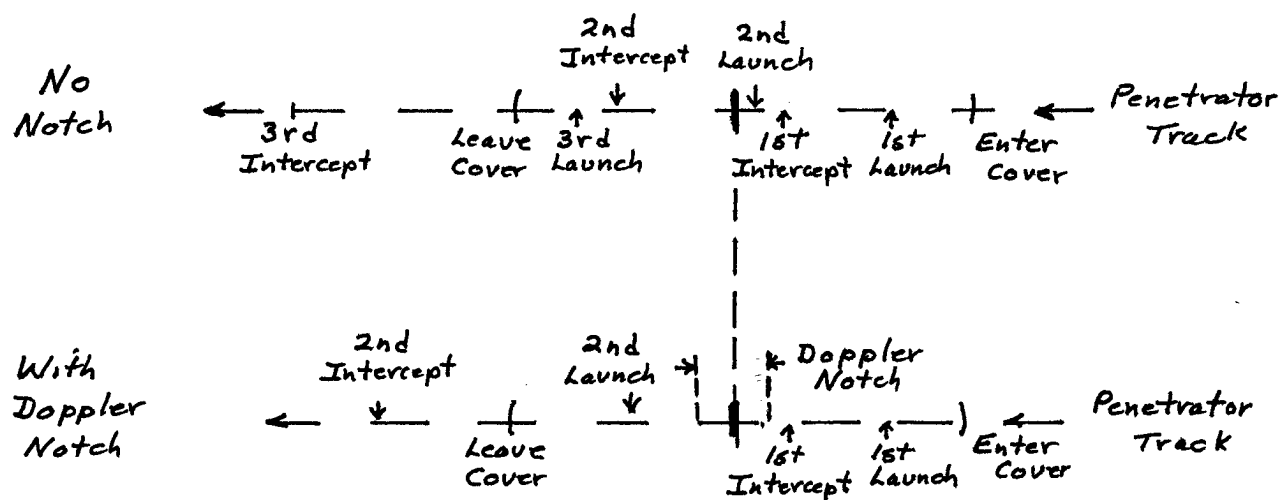 No
Notch
2nd
Intercept
2nd
Launch
3rd
Intercept
Leave
Cover
3rd
Launch
1st
Intercept
1st
Launch
Enter
Cover
Penetrator
Track
With
Doppler
Notch
2nd
Intercept
2nd
Launch
Doppler
Notch
Leave
Cover
1st
Intercept
1st
Launch
Enter
Cover
Penetrator
Track